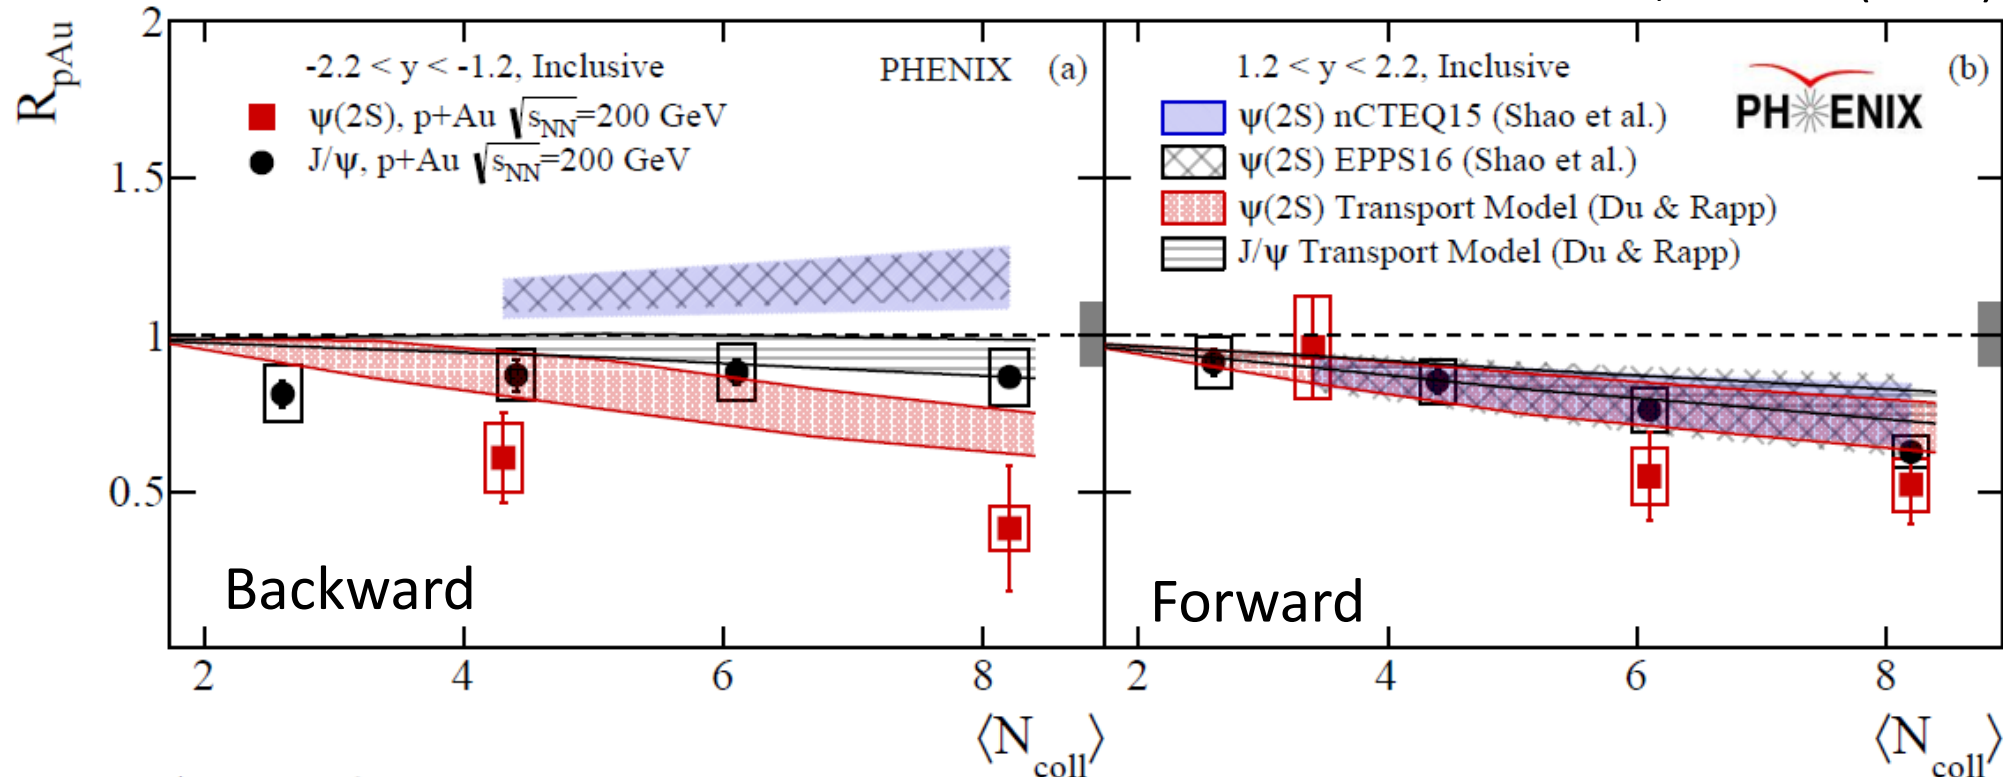 R_pAu
2
1.5
1
0.5
-2.2 < y < -1.2, Inclusive
PHENIX
(a)
ψ(2S), p+Au √s_NN=200 GeV
J/ψ, p+Au √s_NN=200 GeV
Backward
2 4 6 8
⟨N_coll⟩
1.2 < y < 2.2, Inclusive
(b)
ψ(2S) nCTEQ15 (Shao et al.)
PHENIX
ψ(2S) EPPS16 (Shao et al.)
ψ(2S) Transport Model (Du & Rapp)
J/ψ Transport Model (Du & Rapp)
Forward
2 4 6 8
⟨N_coll⟩